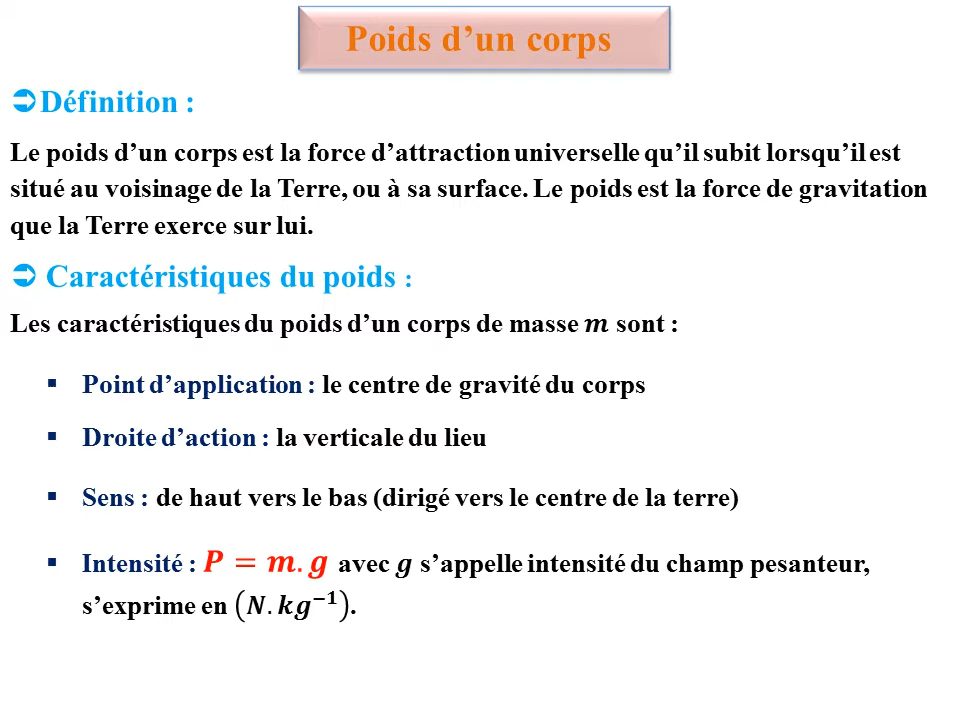 Poids d’un corps
➲Définition :
Le poids d’un corps est la force d’attraction universelle qu’il subit lorsqu’il est
situé au voisinage de la Terre, ou à sa surface. Le poids est la force de gravitation
que la Terre exerce sur lui.
➲ Caractéristiques du poids :
Les caractéristiques du poids d’un corps de masse m sont :
▪ Point d’application : le centre de gravité du corps
▪ Droite d’action : la verticale du lieu
▪ Sens : de haut vers le bas (dirigé vers le centre de la terre)
▪ Intensité : P = m. g avec g s’appelle intensité du champ pesanteur,
s’exprime en (N. kg⁻¹).